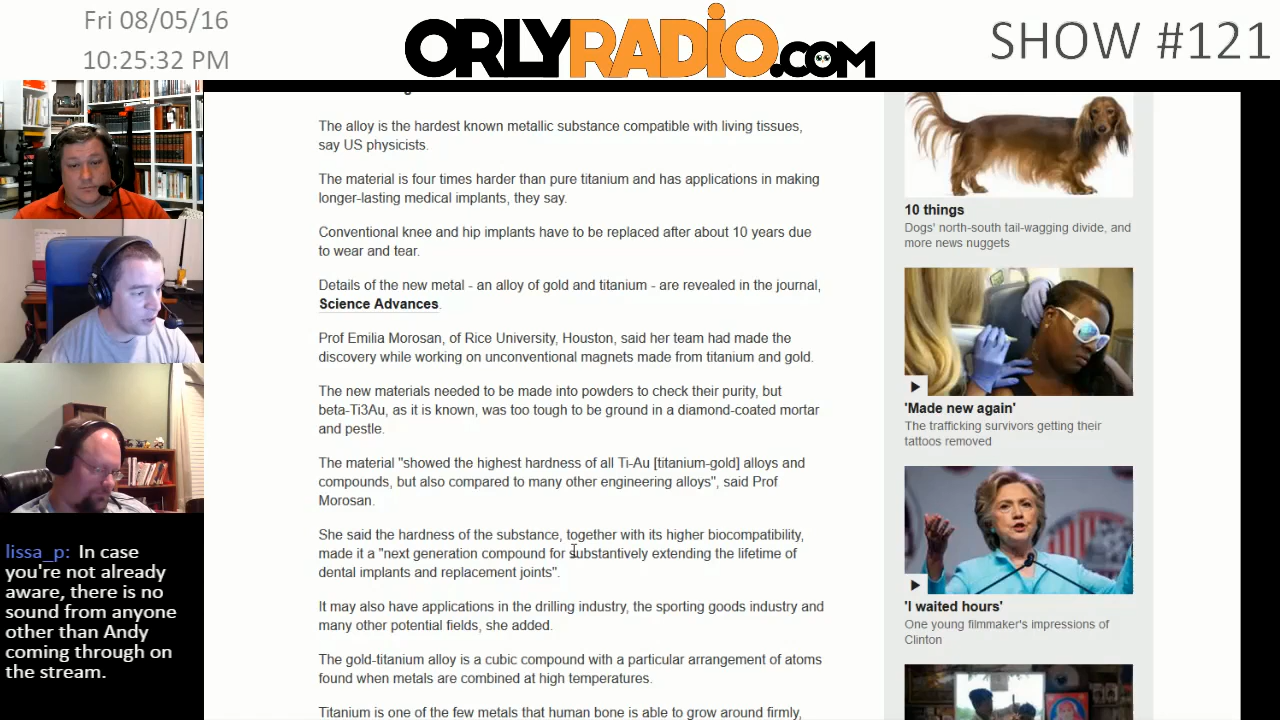 Fri 08/05/16
10:25:32 PM
ORLYRADIO.COM
SHOW #121
The alloy is the hardest known metallic substance compatible with living tissues,
say US physicists.
The material is four times harder than pure titanium and has applications in making
longer-lasting medical implants, they say.
Conventional knee and hip implants have to be replaced after about 10 years due
to wear and tear.
Details of the new metal - an alloy of gold and titanium - are revealed in the journal,
Science Advances.
Prof Emilia Morosan, of Rice University, Houston, said her team had made the
discovery while working on unconventional magnets made from titanium and gold.
The new materials needed to be made into powders to check their purity, but
beta-Ti3Au, as it is known, was too tough to be ground in a diamond-coated mortar
and pestle.
The material "showed the highest hardness of all Ti-Au [titanium-gold] alloys and
compounds, but also compared to many other engineering alloys", said Prof
Morosan.
She said the hardness of the substance, together with its higher biocompatibility,
made it a "next generation compound for substantively extending the lifetime of
dental implants and replacement joints".
It may also have applications in the drilling industry, the sporting goods industry and
many other potential fields, she added.
The gold-titanium alloy is a cubic compound with a particular arrangement of atoms
found when metals are combined at high temperatures.
Titanium is one of the few metals that human bone is able to grow around firmly,
10 things
Dogs' north-south tail-wagging divide, and
more news nuggets
'Made new again'
The trafficking survivors getting their
tattoos removed
'I waited hours'
One young filmmaker's impressions of
Clinton
lissa_p: In case
you're not already
aware, there is no
sound from anyone
other than Andy
coming through on
the stream.